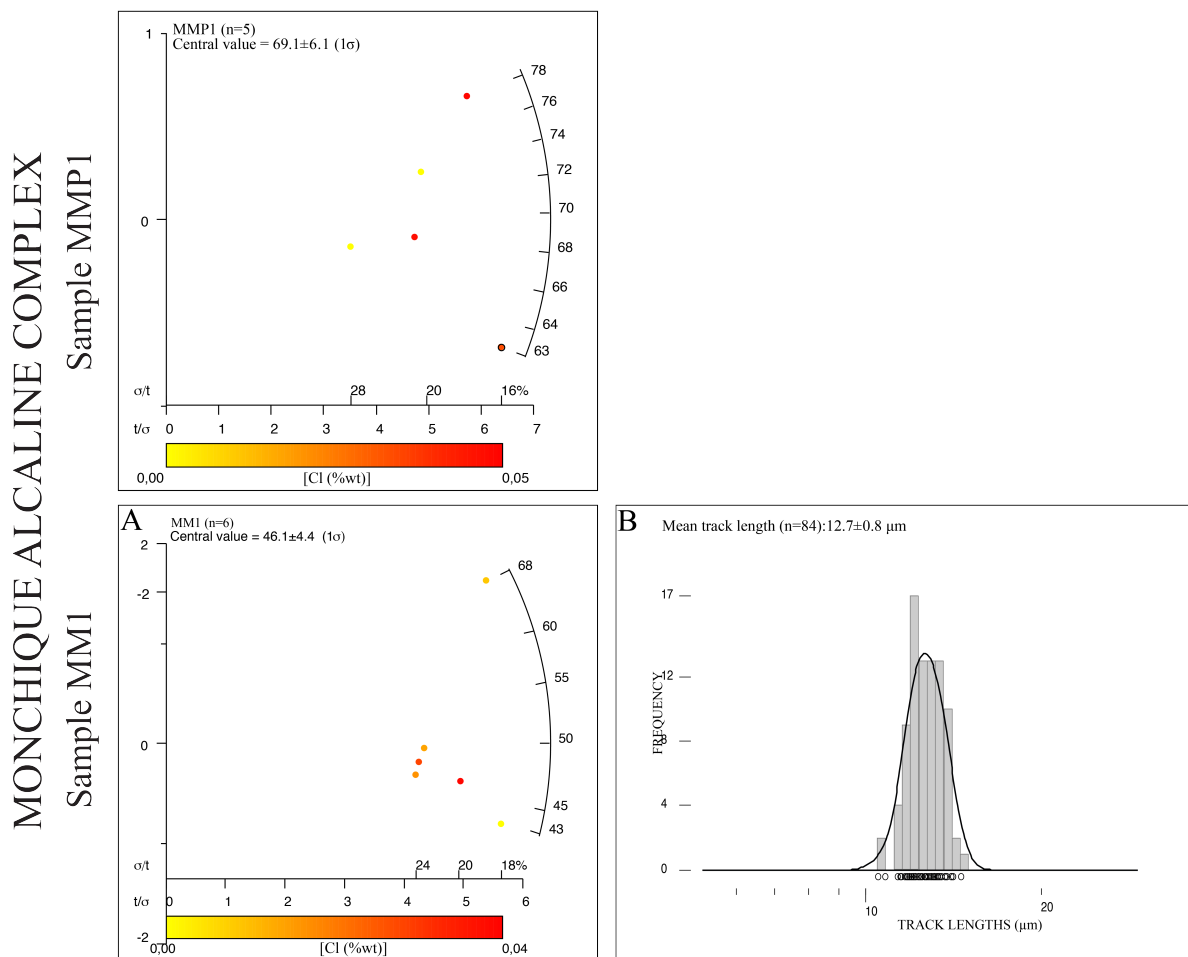 MONCHIQUE ALCALINE COMPLEX
Sample MMP1
MMP1 (n=5)
Central value = 69.1±6.1 (1σ)
1
0
78
76
74
72
70
68
66
64
63
σ/t
28
20
16%
t/σ
0
1
2
3
4
5
6
7
0,00
[Cl (%wt)]
0,05
Sample MM1
A
MM1 (n=6)
Central value = 46.1±4.4 (1σ)
2
-2
0
-2
68
60
55
50
45
43
σ/t
24
20
18%
t/σ
0
1
2
3
4
5
6
0,00
[Cl (%wt)]
0,04
B
Mean track length (n=84):12.7±0.8 µm
FREQUENCY
17
12
8
4
0
10
20
TRACK LENGTHS (µm)